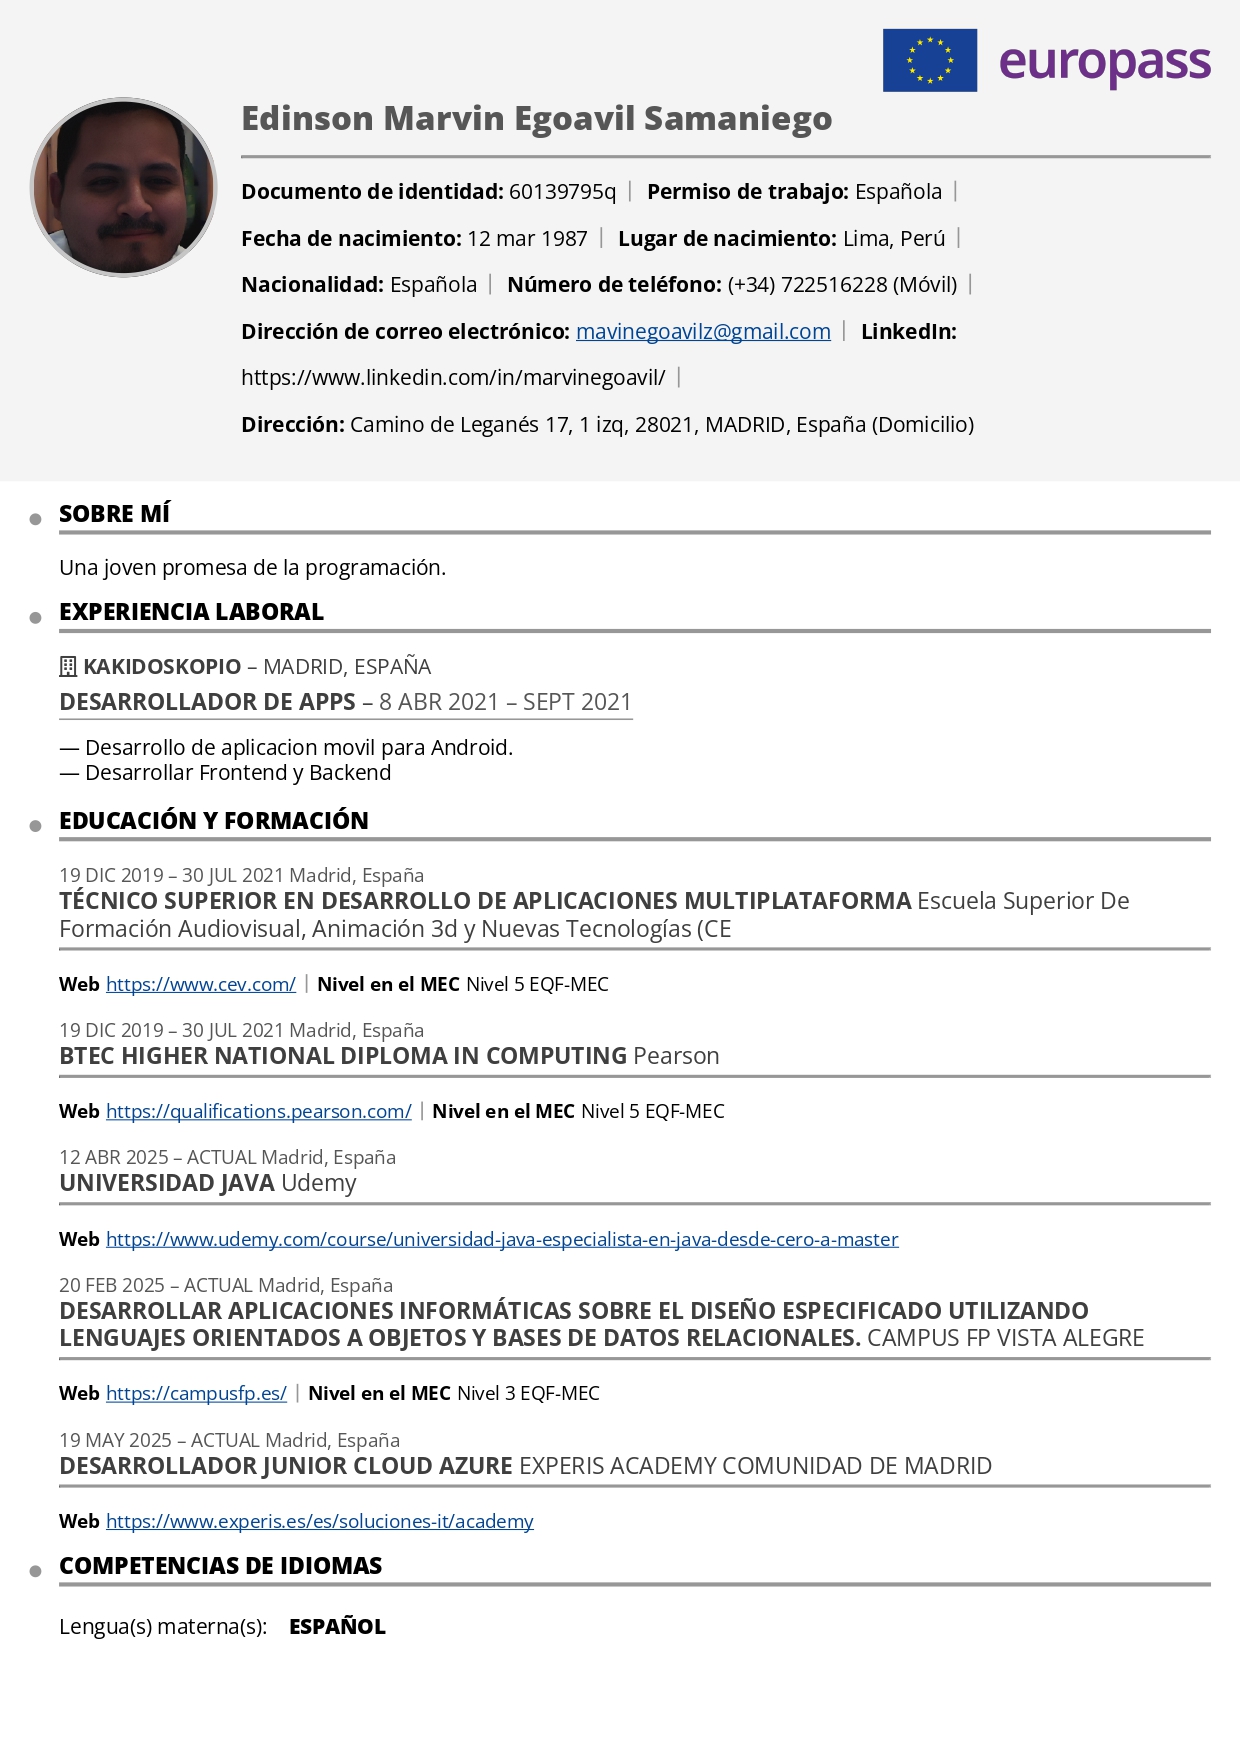 europass
Edinson Marvin Egoavil Samaniego
Documento de identidad: 60139795q | Permiso de trabajo: Española |
Fecha de nacimiento: 12 mar 1987 | Lugar de nacimiento: Lima, Perú |
Nacionalidad: Española | Número de teléfono: (+34) 722516228 (Móvil) |
Dirección de correo electrónico: mavinegoavilz@gmail.com | LinkedIn:
https://www.linkedin.com/in/marvinegoavil/ |
Dirección: Camino de Leganés 17, 1 izq, 28021, MADRID, España (Domicilio)
SOBRE MÍ
Una joven promesa de la programación.
EXPERIENCIA LABORAL
KAKIDOSKOPIO – MADRID, ESPAÑA
DESARROLLADOR DE APPS – 8 ABR 2021 – SEPT 2021
— Desarrollo de aplicacion movil para Android.
— Desarrollar Frontend y Backend
EDUCACIÓN Y FORMACIÓN
19 DIC 2019 – 30 JUL 2021 Madrid, España
TÉCNICO SUPERIOR EN DESARROLLO DE APLICACIONES MULTIPLATAFORMA Escuela Superior De
Formación Audiovisual, Animación 3d y Nuevas Tecnologías (CE
Web https://www.cev.com/ | Nivel en el MEC Nivel 5 EQF-MEC
19 DIC 2019 – 30 JUL 2021 Madrid, España
BTEC HIGHER NATIONAL DIPLOMA IN COMPUTING Pearson
Web https://qualifications.pearson.com/ | Nivel en el MEC Nivel 5 EQF-MEC
12 ABR 2025 – ACTUAL Madrid, España
UNIVERSIDAD JAVA Udemy
Web https://www.udemy.com/course/universidad-java-especialista-en-java-desde-cero-a-master
20 FEB 2025 – ACTUAL Madrid, España
DESARROLLAR APLICACIONES INFORMÁTICAS SOBRE EL DISEÑO ESPECIFICADO UTILIZANDO
LENGUAJES ORIENTADOS A OBJETOS Y BASES DE DATOS RELACIONALES. CAMPUS FP VISTA ALEGRE
Web https://campusfp.es/ | Nivel en el MEC Nivel 3 EQF-MEC
19 MAY 2025 – ACTUAL Madrid, España
DESARROLLADOR JUNIOR CLOUD AZURE EXPERIS ACADEMY COMUNIDAD DE MADRID
Web https://www.experis.es/es/soluciones-it/academy
COMPETENCIAS DE IDIOMAS
Lengua(s) materna(s): ESPAÑOL